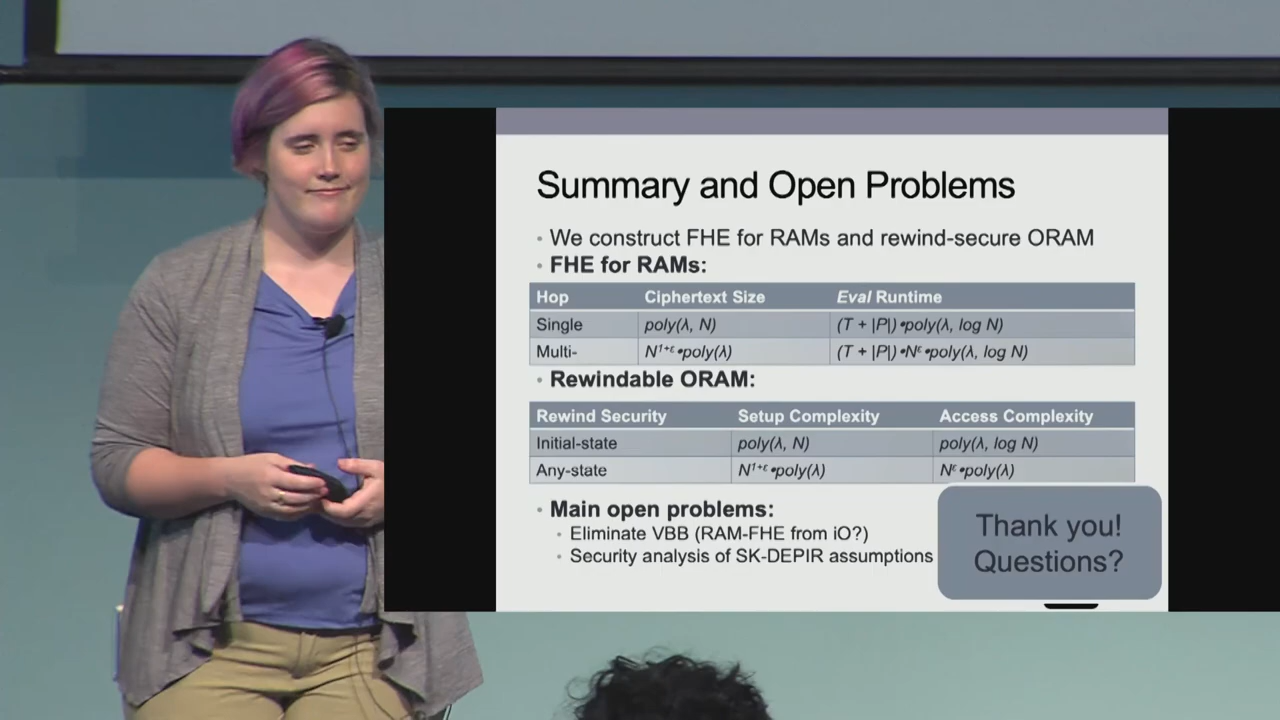 Summary and Open Problems
• We construct FHE for RAMs and rewind-secure ORAM
• FHE for RAMs:
Hop Ciphertext Size Eval Runtime
Single poly(λ, N) (T + |P|)•poly(λ, log N)
Multi- N¹⁺ᵋ•poly(λ) (T + |P|)•Nᵋ•poly(λ, log N)
• Rewindable ORAM:
Rewind Security Setup Complexity Access Complexity
Initial-state poly(λ, N) poly(λ, log N)
Any-state N¹⁺ᵋ•poly(λ) Nᵋ•poly(λ)
• Main open problems:
• Eliminate VBB (RAM-FHE from iO?)
• Security analysis of SK-DEPIR assumptions
Thank you!
Questions?